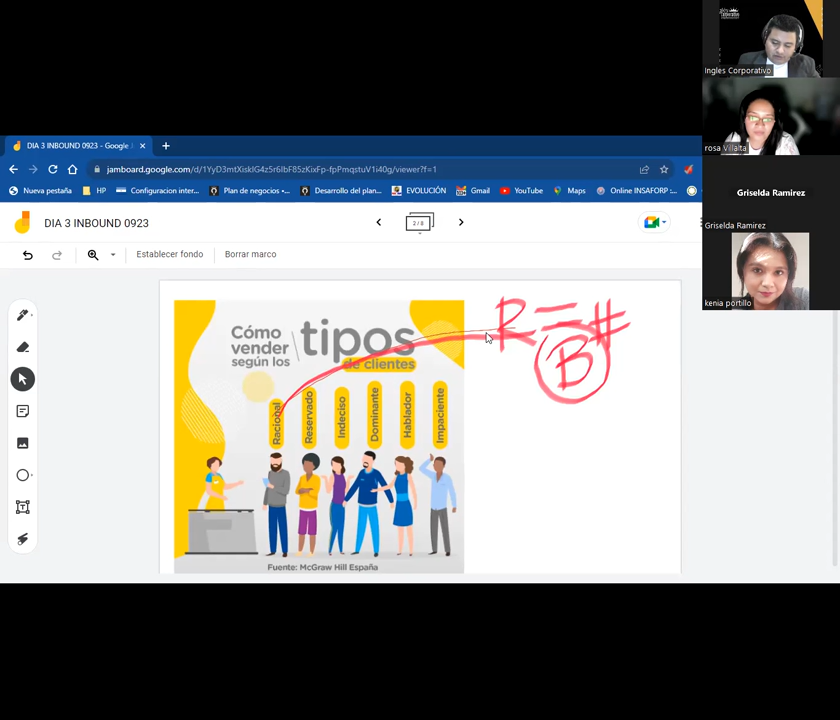 Ingles Corporativo
rosa Villalta
Griselda Ramirez
Griselda Ramirez
kenia portillo
DIA 3 INBOUND 0923 - Google
jamboard.google.com/d/1YyD3mtXiskIG4z5r6IbF85zKixFp-fpPmqstuV1i40g/viewer?f=1
Nueva pestaña
HP
Configuracion inter...
Plan de negocios •...
Desarrollo del plan...
EVOLUCIÓN
Gmail
YouTube
Maps
Online INSAFORP |...
DIA 3 INBOUND 0923
2 / 8
Establecer fondo
Borrar marco
Cómo
vender
según los
tipos
de clientes
R = #
B
Racional
Reservado
Indeciso
Dominante
Hablador
Impaciente
Fuente: McGraw Hill España